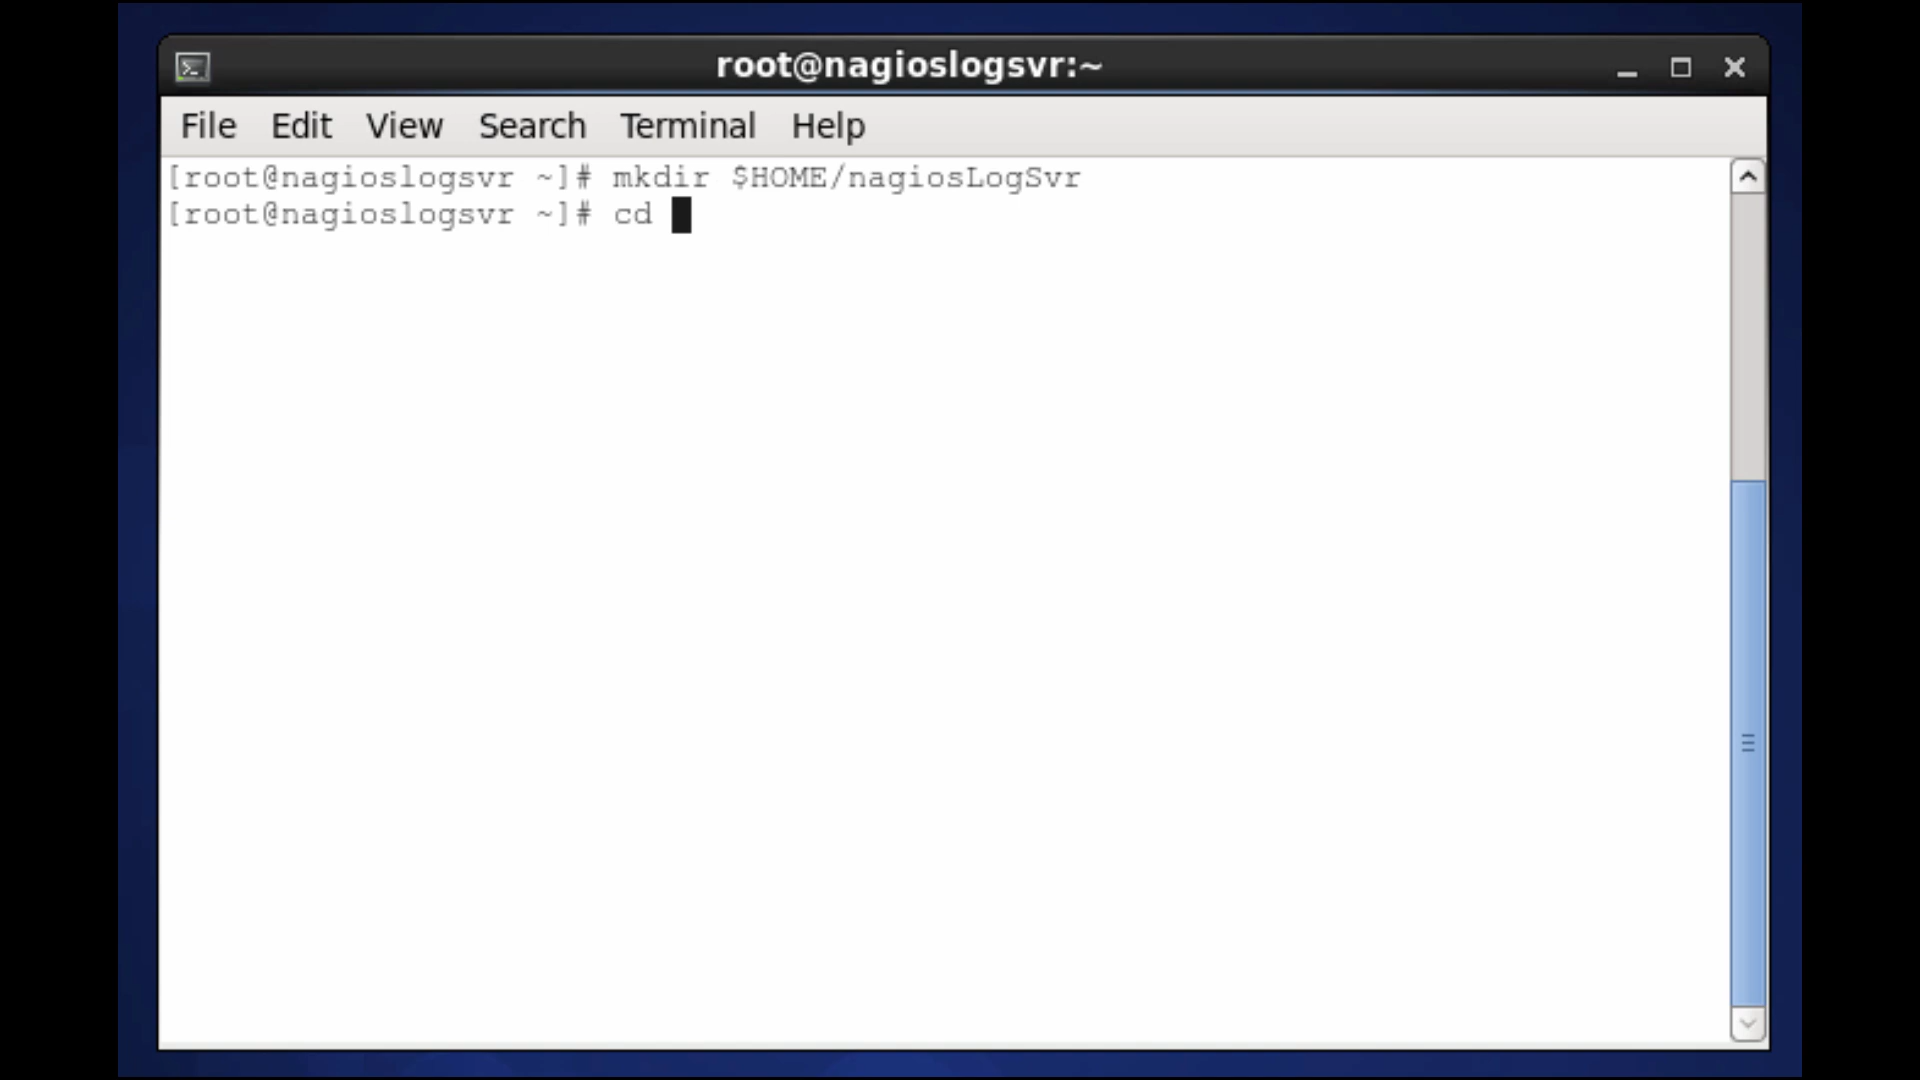 root@nagioslogsvr:~
File Edit View Search Terminal Help
[root@nagioslogsvr ~]# mkdir $HOME/nagiosLogSvr
[root@nagioslogsvr ~]# cd